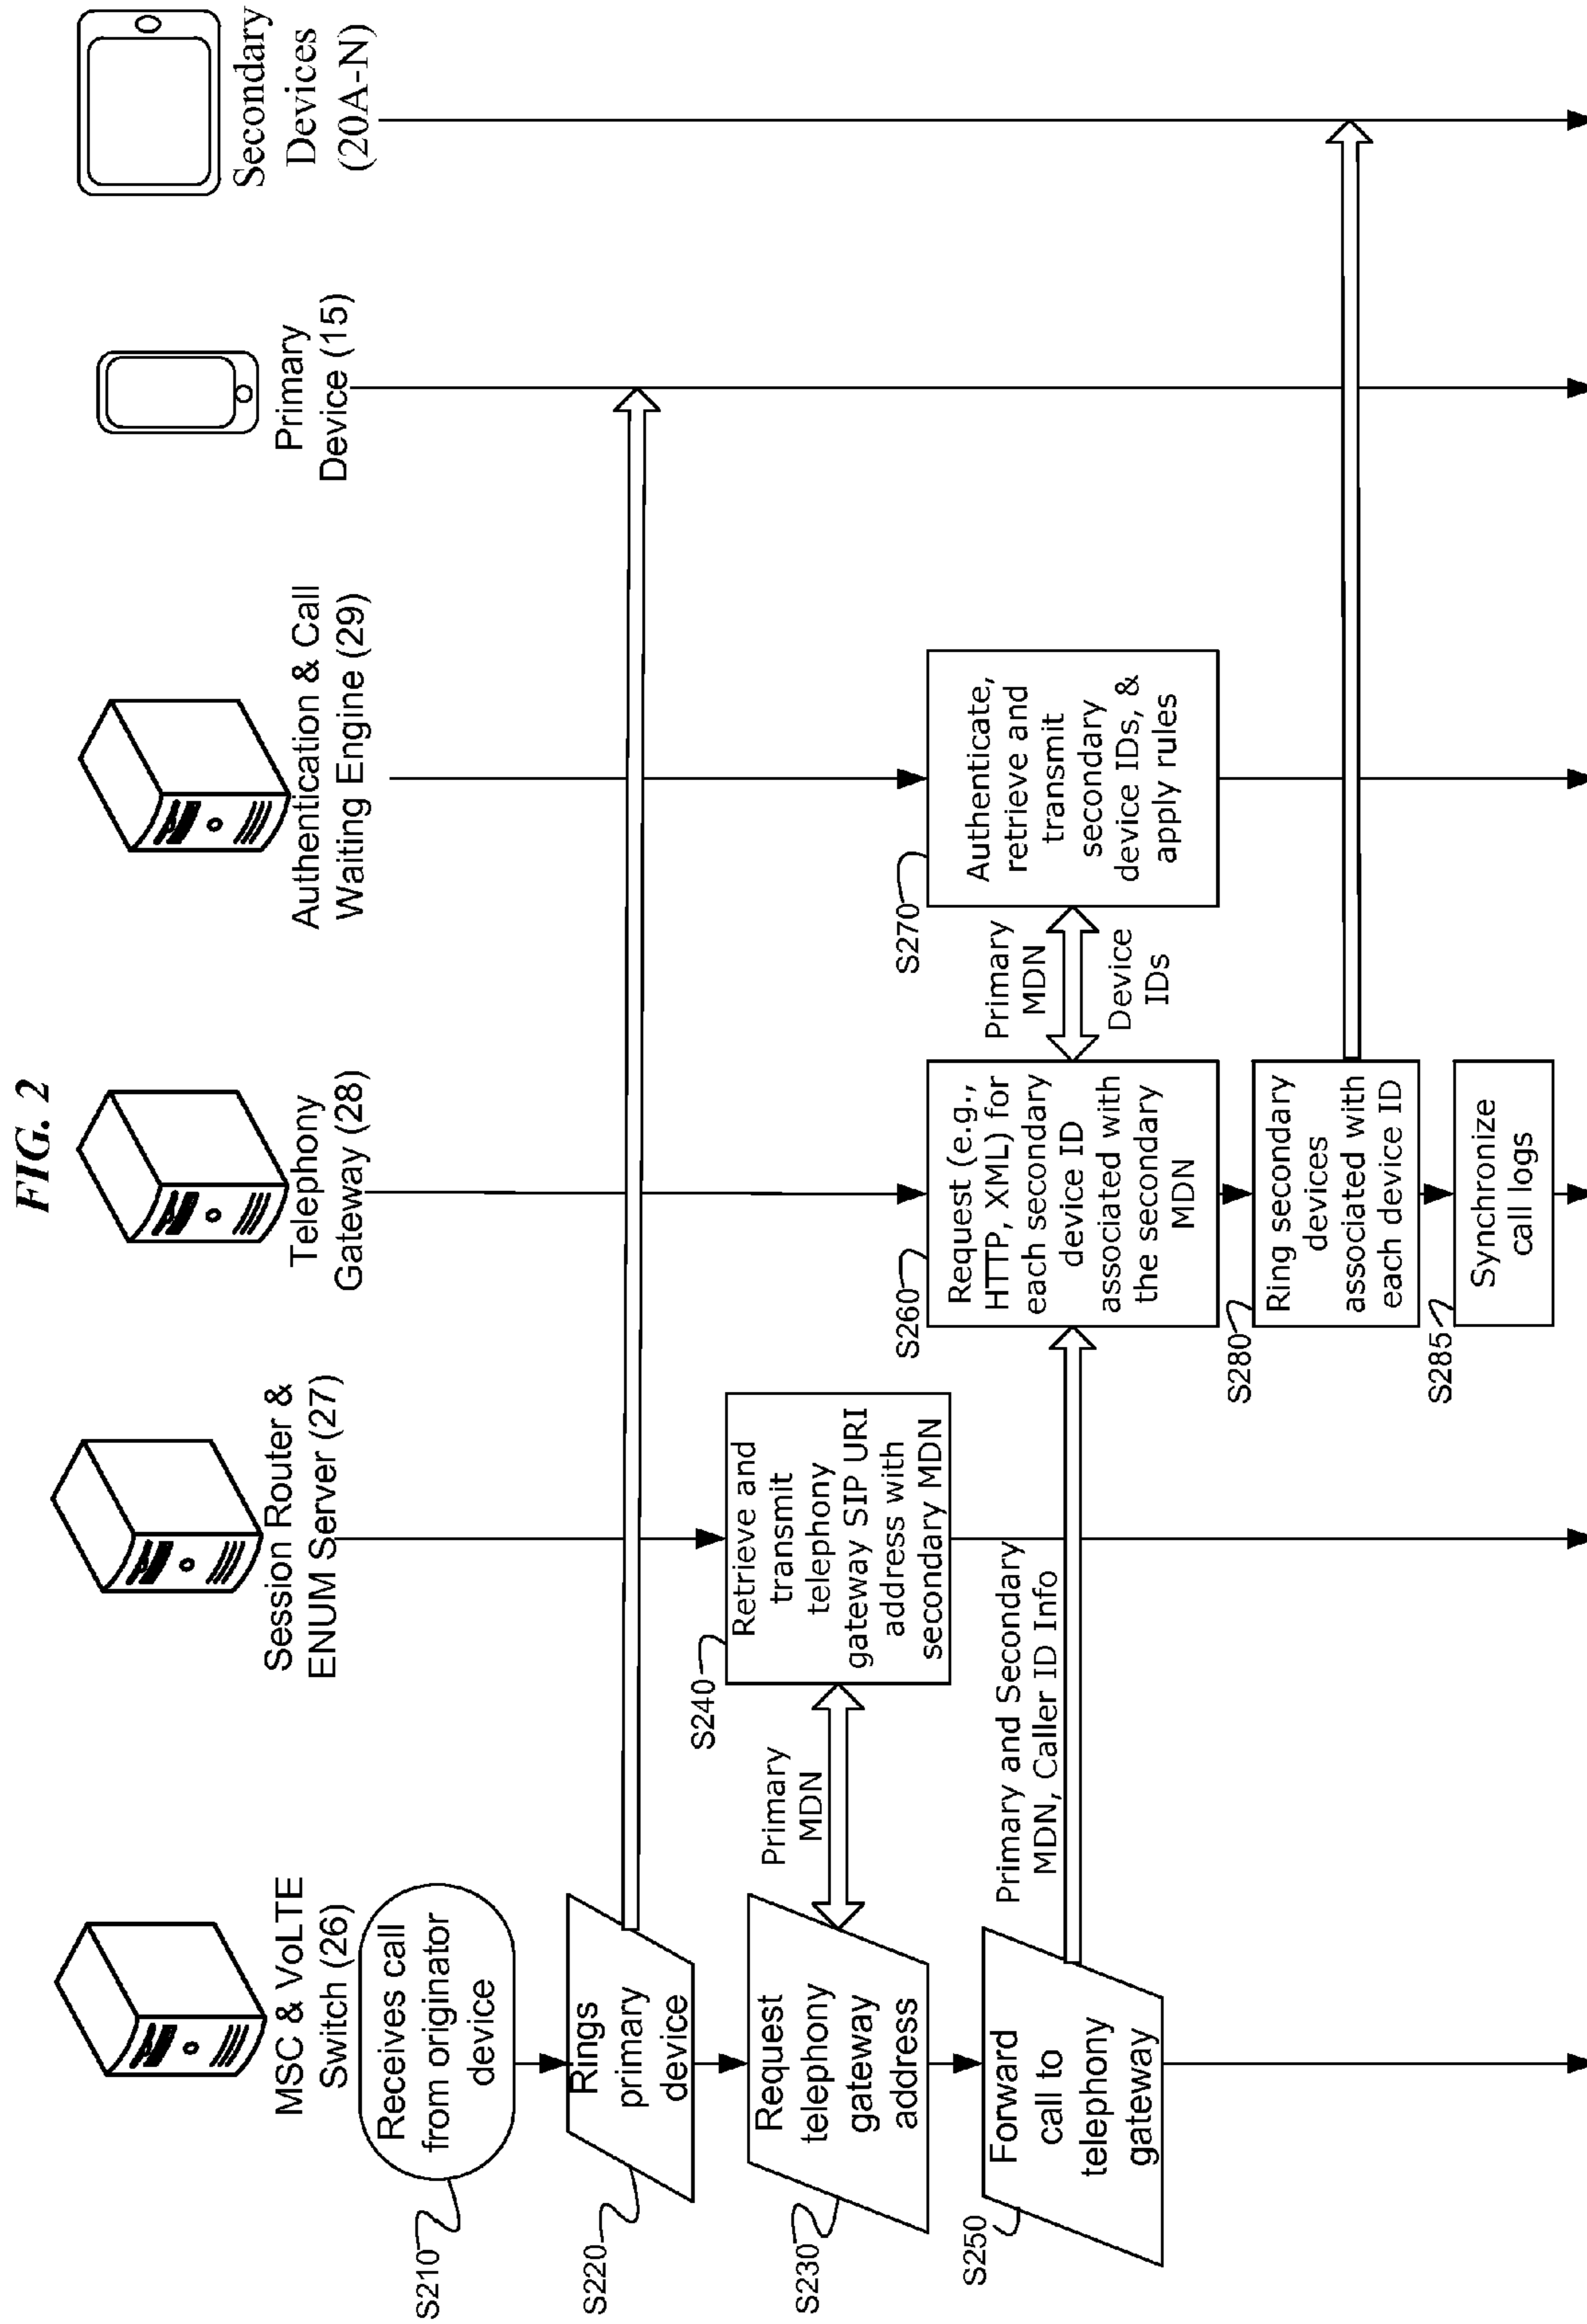 FIG. 2
MSC & VoLTE
Switch (26)
Session Router &
ENUM Server (27)
Telephony
Gateway (28)
Authentication & Call
Waiting Engine (29)
Primary
Device (15)
Secondary
Devices
(20A-N)
S210
Receives call
from originator
device
S220
Rings
primary
device
S230
Request
telephony
gateway
address
Primary
MDN
S240
Retrieve and
transmit
telephony
gateway SIP URI
address with
secondary MDN
S250
Forward
call to
telephony
gateway
Primary and Secondary
MDN, Caller ID Info
S260
Request (e.g.,
HTTP, XML) for
each secondary
device ID
associated with
the secondary
MDN
Primary
MDN
Device
IDs
S270
Authenticate,
retrieve and
transmit
secondary
device IDs, &
apply rules
S280
Ring secondary
devices
associated with
each device ID
S285
Synchronize
call logs